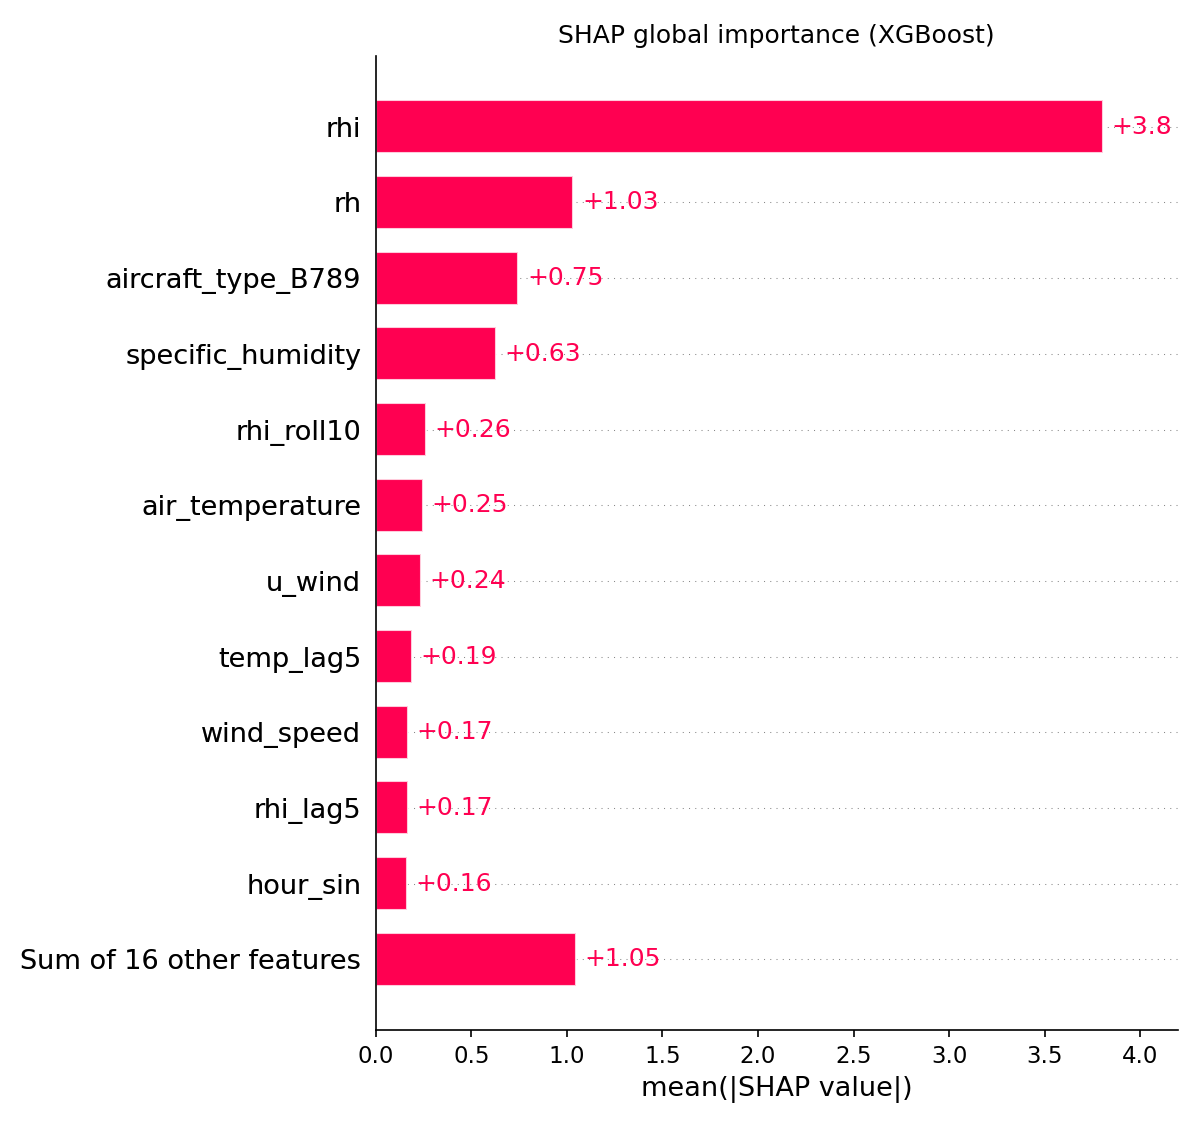 SHAP global importance (XGBoost)
rhi +3.8
rh +1.03
aircraft_type_B789 +0.75
specific_humidity +0.63
rhi_roll10 +0.26
air_temperature +0.25
u_wind +0.24
temp_lag5 +0.19
wind_speed +0.17
rhi_lag5 +0.17
hour_sin +0.16
Sum of 16 other features +1.05
0.0 0.5 1.0 1.5 2.0 2.5 3.0 3.5 4.0
mean(|SHAP value|)